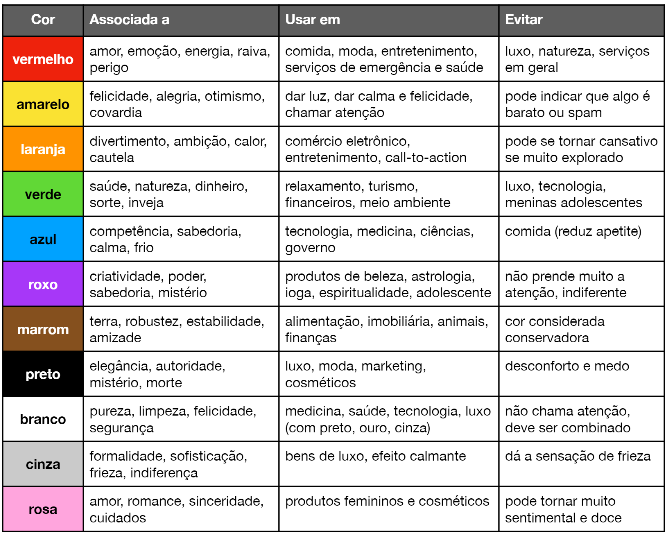 Cor Associada a Usar em Evitar
vermelho
amor, emoção, energia, raiva,
perigo
comida, moda, entretenimento,
serviços de emergência e saúde
luxo, natureza, serviços
em geral
amarelo
felicidade, alegria, otimismo,
covardia
dar luz, dar calma e felicidade,
chamar atenção
pode indicar que algo é
barato ou spam
laranja
divertimento, ambição, calor,
cautela
comércio eletrônico,
entretenimento, call-to-action
pode se tornar cansativo
se muito explorado
verde
saúde, natureza, dinheiro,
sorte, inveja
relaxamento, turismo,
financeiros, meio ambiente
luxo, tecnologia,
meninas adolescentes
azul
competência, sabedoria,
calma, frio
tecnologia, medicina, ciências,
governo
comida (reduz apetite)
roxo
criatividade, poder,
sabedoria, mistério
produtos de beleza, astrologia,
ioga, espiritualidade, adolescente
não prende muito a
atenção, indiferente
marrom
terra, robustez, estabilidade,
amizade
alimentação, imobiliária, animais,
finanças
cor considerada
conservadora
preto
elegância, autoridade,
mistério, morte
luxo, moda, marketing,
cosméticos
desconforto e medo
branco
pureza, limpeza, felicidade,
segurança
medicina, saúde, tecnologia, luxo
(com preto, ouro, cinza)
não chama atenção,
deve ser combinado
cinza
formalidade, sofisticação,
frieza, indiferença
bens de luxo, efeito calmante
dá a sensação de frieza
rosa
amor, romance, sinceridade,
cuidados
produtos femininos e cosméticos
pode tornar muito
sentimental e doce